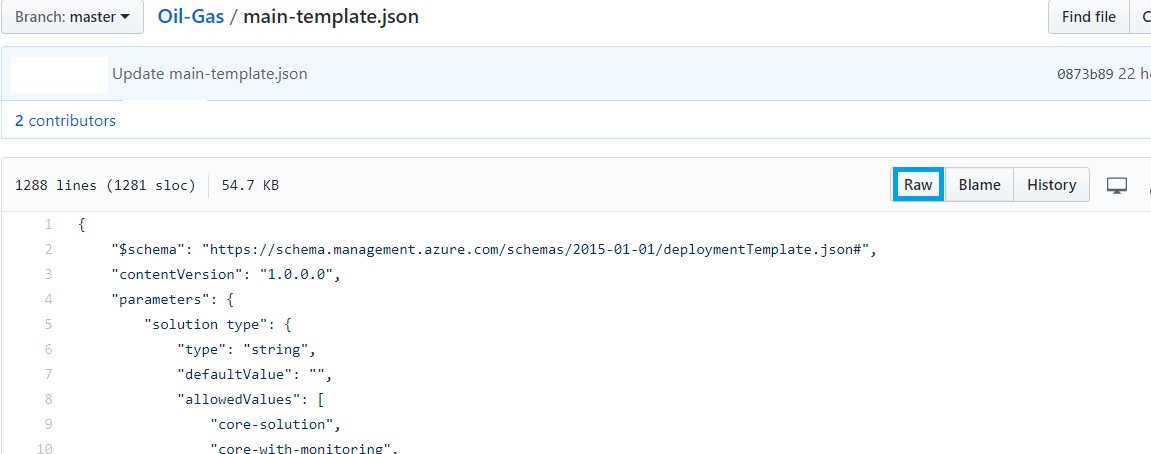 Branch: master Oil-Gas / main-template.json Find file
Update main-template.json 0873b89 22
2 contributors
1288 lines (1281 sloc) 54.7 KB Raw Blame History
1 {
2 "$schema": "https://schema.management.azure.com/schemas/2015-01-01/deploymentTemplate.json#",
3 "contentVersion": "1.0.0.0",
4 "parameters": {
5 "solution type": {
6 "type": "string",
7 "defaultValue": "",
8 "allowedValues": [
9 "core-solution",
10 "core-with-monitoring",